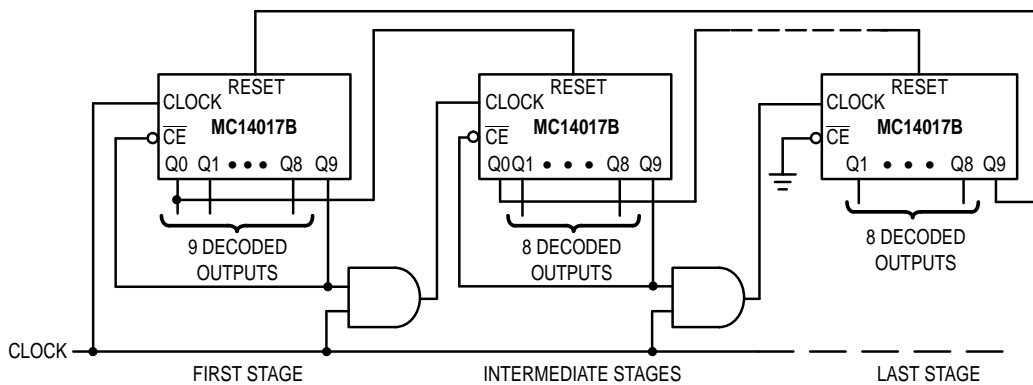 RESET
CLOCK
MC14017B
CE
Q0 Q1 • • • Q8 Q9
9 DECODED
OUTPUTS
RESET
CLOCK
MC14017B
CE
Q0 Q1 • • • Q8 Q9
8 DECODED
OUTPUTS
RESET
CLOCK
MC14017B
CE
Q1 • • • Q8 Q9
8 DECODED
OUTPUTS
CLOCK
FIRST STAGE
INTERMEDIATE STAGES
LAST STAGE